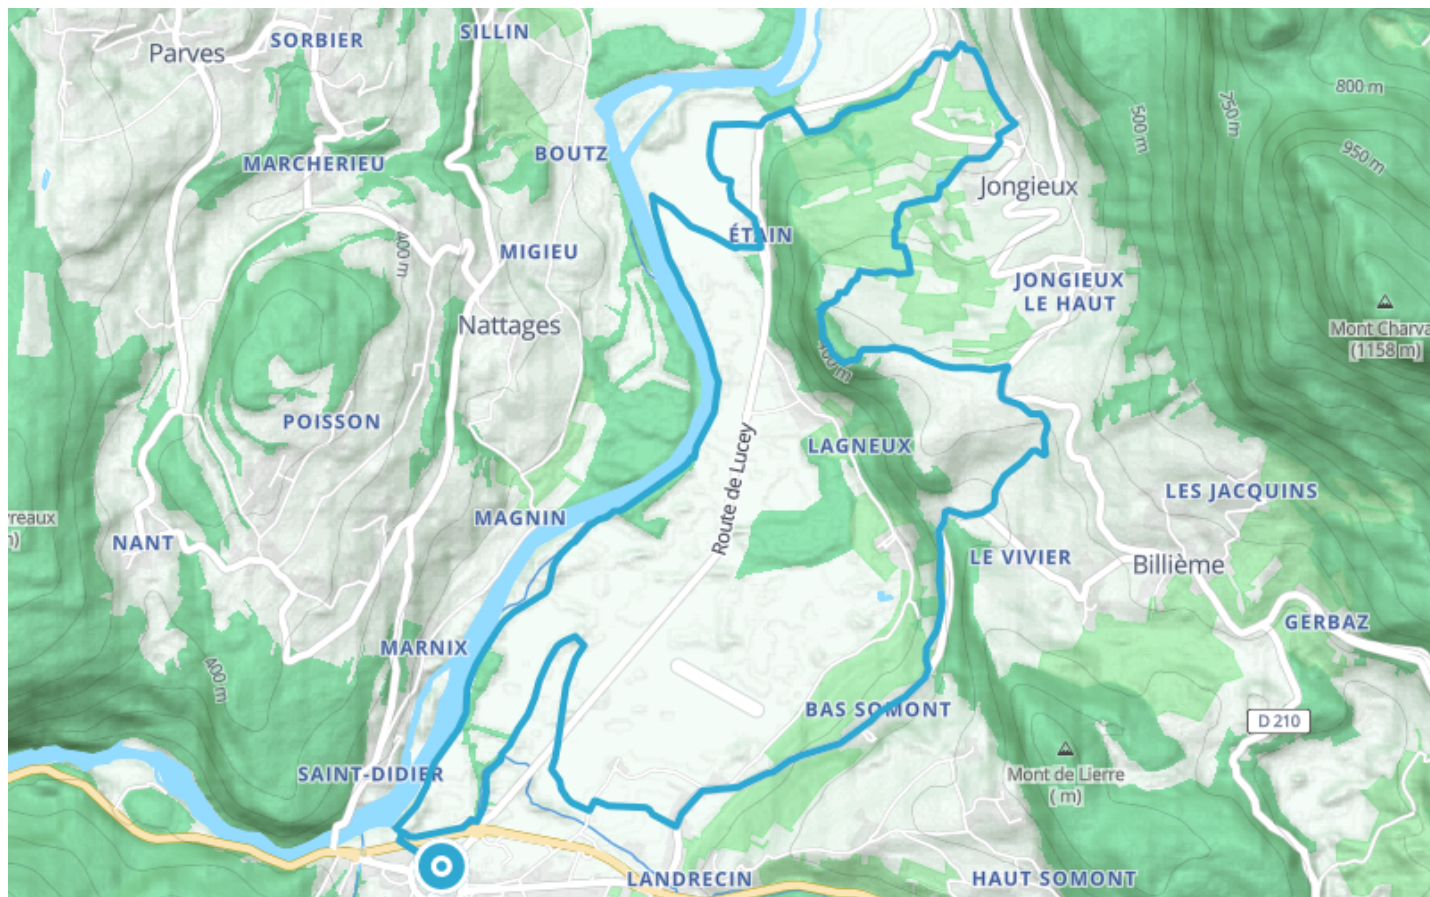 SILLIN
SORBIER
Parves
800 m
750 m
500 m
BOUTZ
950 m
MARCHERIEU
Jongieux
ÉTAIN
400 m
MIGIEU
JONGIEUX
LE HAUT
Nattages
Mont Charva
(1158 m)
POISSON
LAGNEUX
Route de Lucey
LES JACQUINS
MAGNIN
vreaux
NANT
LE VIVIER
Billième
GERBAZ
MARNIX
400 m
BAS SOMONT
D 210
SAINT-DIDIER
Mont de Lierre
( m)
LANDRECIN
HAUT SOMONT